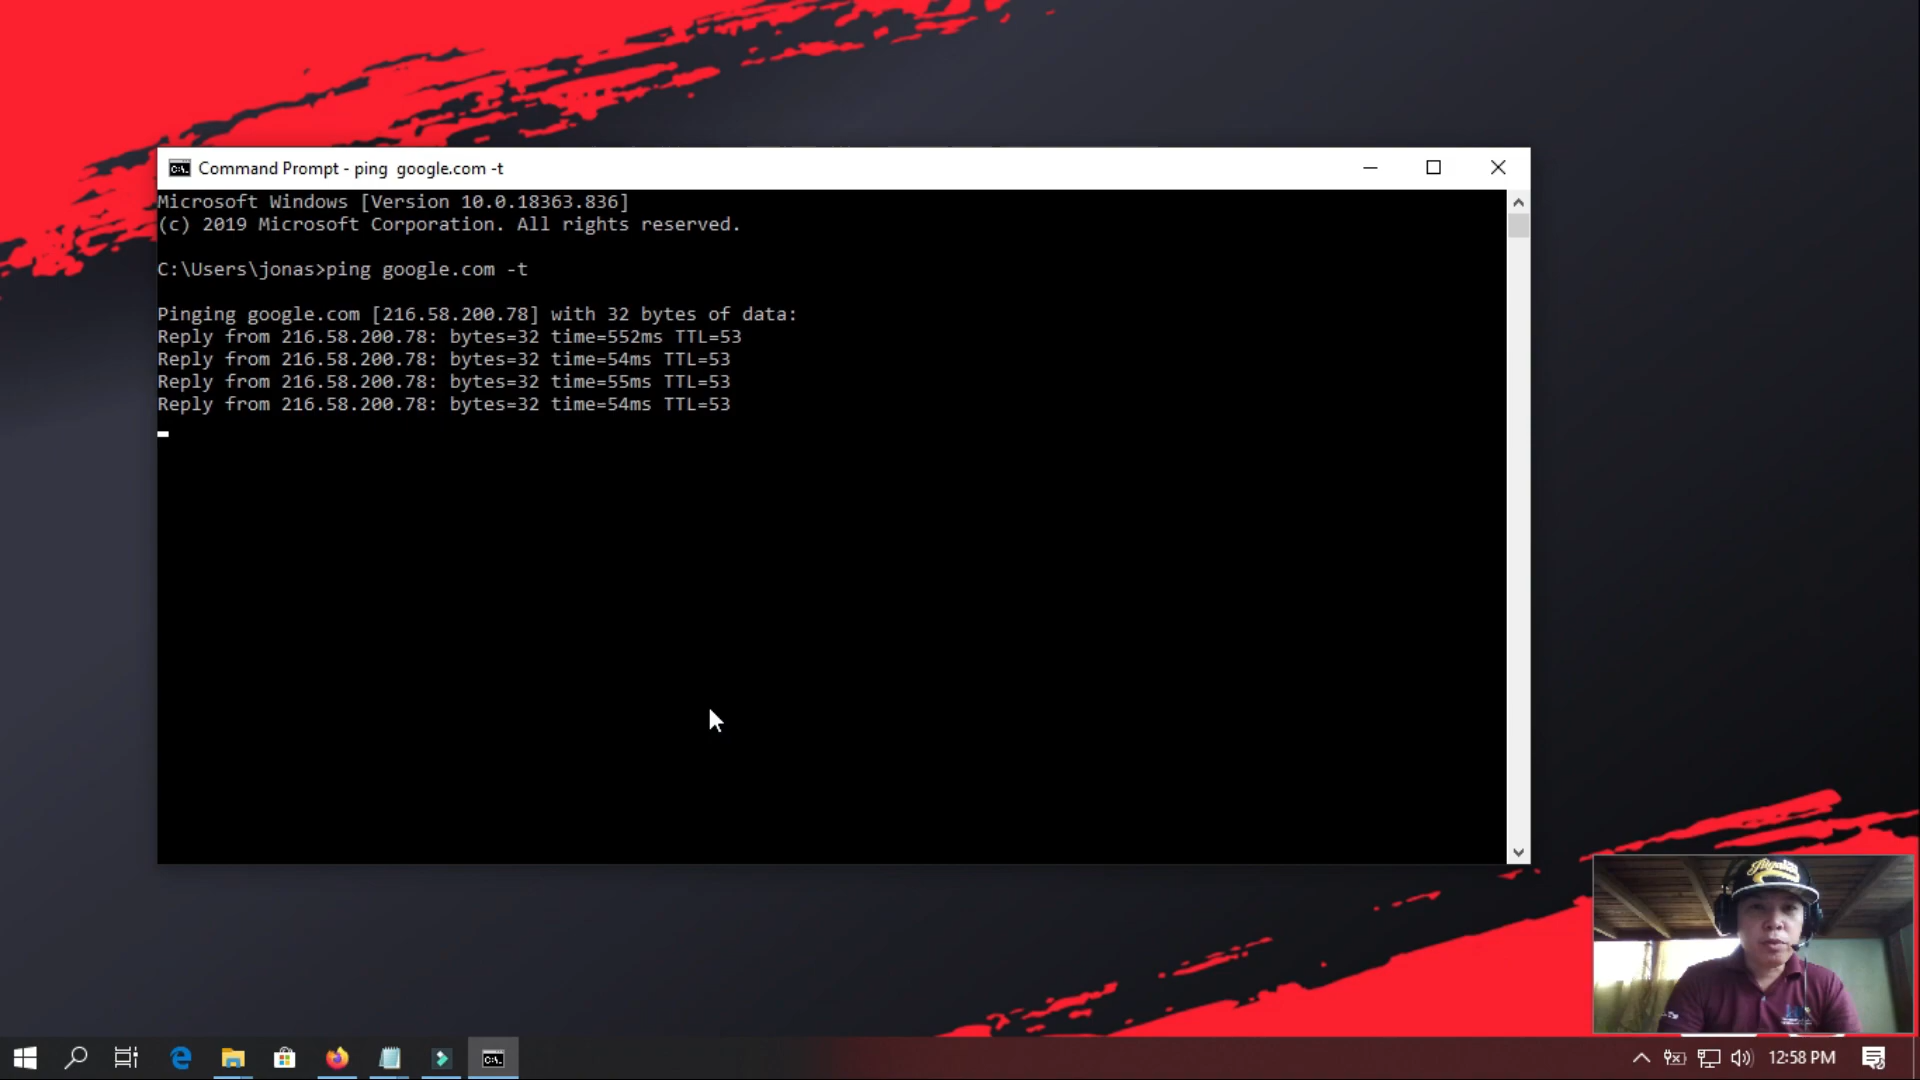 Command Prompt - ping  google.com -t
Microsoft Windows [Version 10.0.18363.836]
(c) 2019 Microsoft Corporation. All rights reserved.
C:\Users\jonas>ping google.com -t
Pinging google.com [216.58.200.78] with 32 bytes of data:
Reply from 216.58.200.78: bytes=32 time=552ms TTL=53
Reply from 216.58.200.78: bytes=32 time=54ms TTL=53
Reply from 216.58.200.78: bytes=32 time=55ms TTL=53
Reply from 216.58.200.78: bytes=32 time=54ms TTL=53
12:58 PM